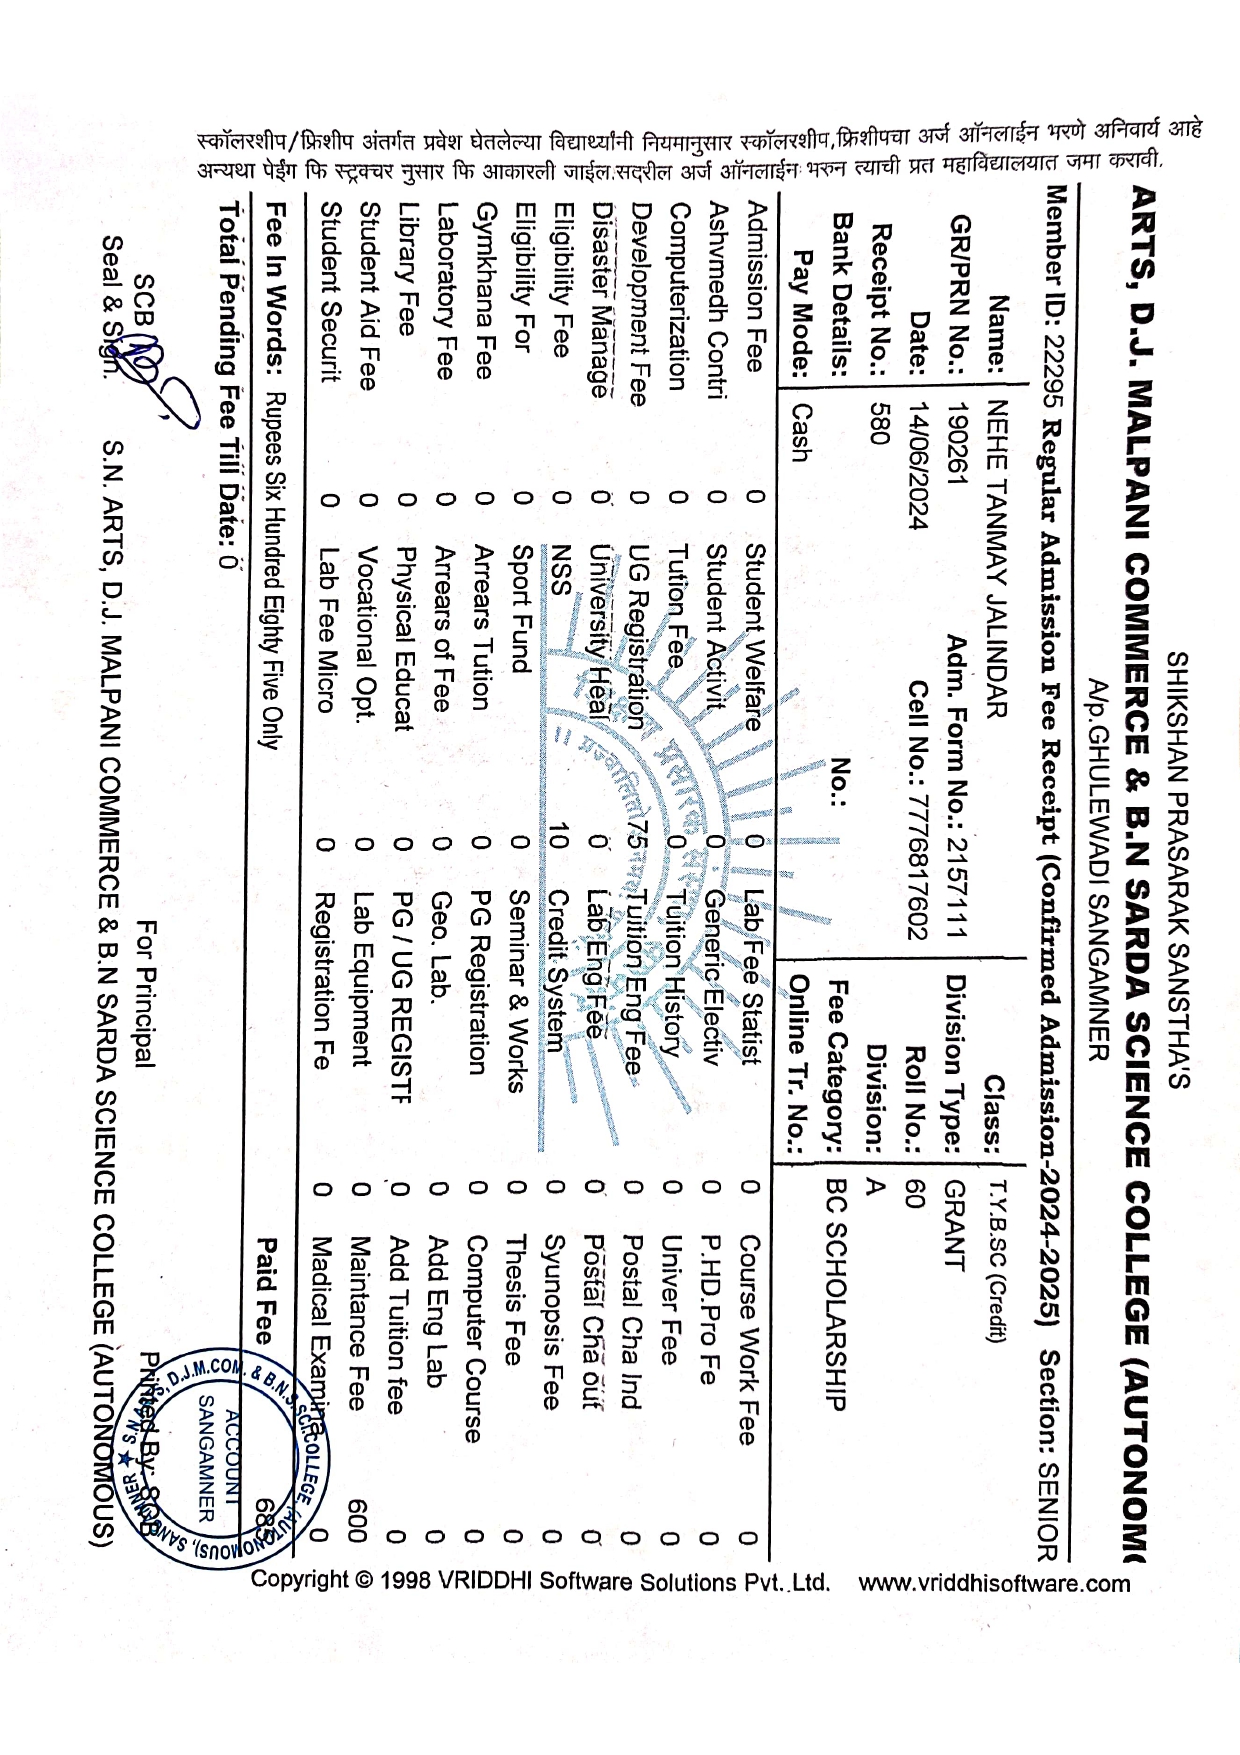 स्कॉलरशीप/फ्रिशीप अंतर्गत प्रवेश घेतलेल्या विद्यार्थ्यांनी नियमानुसार स्कॉलरशीप,फ्रिशीपचा अर्ज ऑनलाईन भरणे अनिवार्य आहे
अन्यथा पेईंग फि स्ट्रक्चर नुसार फि आकारली जाईल.सदरील अर्ज ऑनलाईन भरुन त्याची प्रत महाविद्यालयात जमा करावी.
SHIKSHAN PRASARAK SANSTHA'S
ARTS, D.J. MALPANI COMMERCE & B.N SARDA SCIENCE COLLEGE (AUTONOM
A/p.GHULEWADI SANGAMNER
Member ID: 22295 Regular Admission Fee Receipt (Confirmed Admission-2024-2025) Section: SENIOR
Name: NEHE TANMAY JALINDAR Class: T.Y.B.SC (Credit)
GR/PRN No.: 190261 Adm. Form No.: 2157111 Division Type: GRANT
Date: 14/06/2024 Cell No.: 7776817602 Roll No.: 60
Receipt No.: 580 Division: A
Bank Details: No.: Fee Category: BC SCHOLARSHIP
Pay Mode: Cash Online Tr. No.:
Admission Fee 0 Student Welfare 0 Lab Fee Statist 0 Course Work Fee 0
Ashvmedh Contri 0 Student Activit 0 Generic Electiv 0 P.HD.Pro Fe 0
Computerization 0 Tution Fee 0 Tuition History 0 Univer Fee 0
Development Fee 0 UG Registration 75 Tuition Eng Fee 0 Postal Cha Ind 0
Disaster Manage 0 University Heal 0 Lab Eng Fee 0 Postar Cha out 0
Eligibility Fee 0 NSS 10 Credit System 0 Syunopsis Fee 0
Eligibility For 0 Sport Fund 0 Seminar & Works 0 Thesis Fee 0
Gymkhana Fee 0 Arrears Tution 0 PG Registration 0 Computer Course 0
Laboratory Fee 0 Arrears of Fee 0 Geo. Lab. 0 Add Eng Lab 0
Library Fee 0 Physical Educat 0 PG / UG REGISTF 0 Add Tuition fee 0
Student Aid Fee 0 Vocational Opt. 0 Lab Equipment 0 Maintance Fee 600
Student Securit 0 Lab Fee Micro 0 Registration Fe 0 Madical Examina 0
Fee In Words: Rupees Six Hundred Eighty Five Only Paid Fee 685
Total Pending Fee Till Date: 0
SCB For Principal Printed By: SCB
Seal & Sign. S.N. ARTS, D.J. MALPANI COMMERCE & B.N SARDA SCIENCE COLLEGE (AUTONOMOUS)
S.N.ARTS, D.J.M.COM. & B.N.S. SCI.COLLEGE (AUTONOMOUS), SANGAMNER ★
ACCOUNT
SANGAMNER
Copyright © 1998 VRIDDHI Software Solutions Pvt. Ltd. www.vriddhisoftware.com